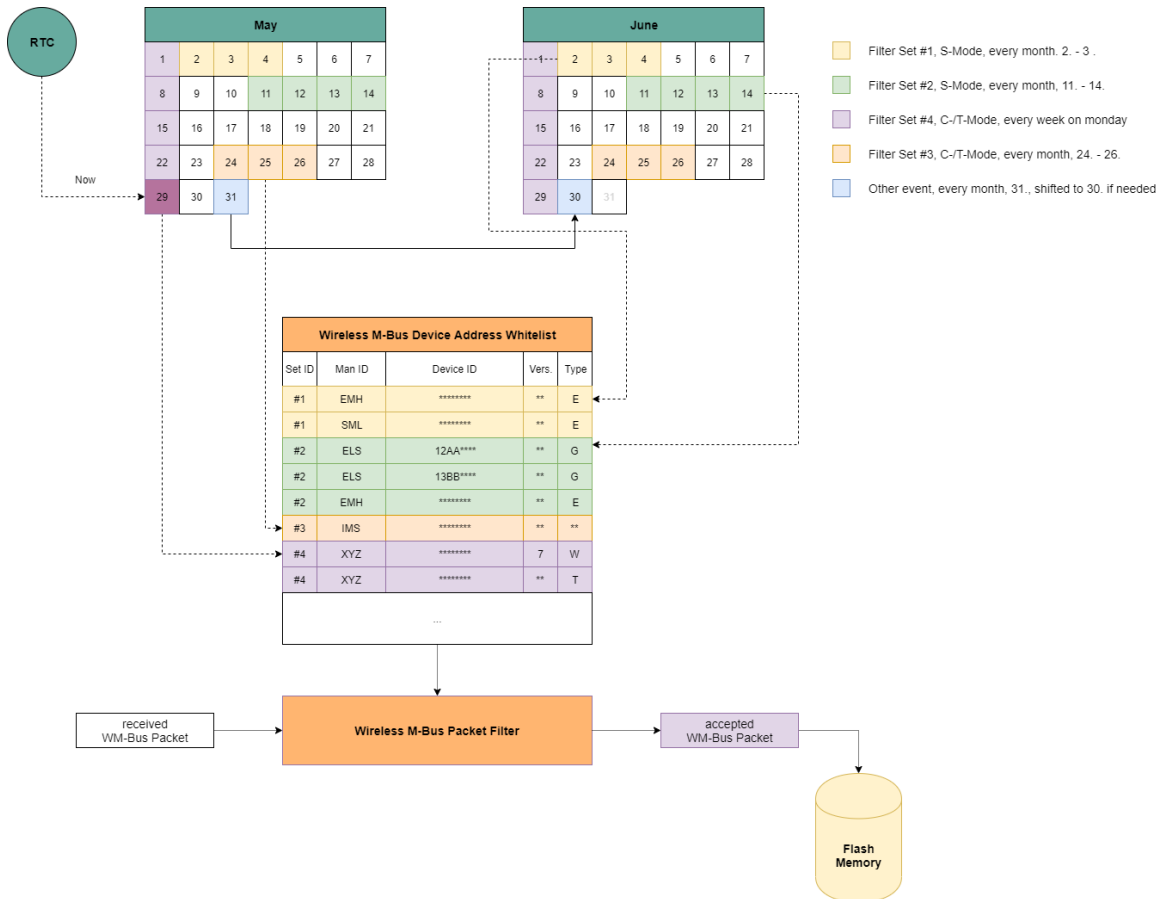 RTC
May
1 2 3 4 5 6 7
8 9 10 11 12 13 14
15 16 17 18 19 20 21
22 23 24 25 26 27 28
29 30 31
Now
June
1 2 3 4 5 6 7
8 9 10 11 12 13 14
15 16 17 18 19 20 21
22 23 24 25 26 27 28
29 30 31
Filter Set #1, S-Mode, every month. 2. - 3 .
Filter Set #2, S-Mode, every month, 11. - 14.
Filter Set #4, C-/T-Mode, every week on monday
Filter Set #3, C-/T-Mode, every month, 24. - 26.
Other event, every month, 31., shifted to 30. if needed
Wireless M-Bus Device Address Whitelist
Set ID Man ID Device ID Vers. Type
#1 EMH ******** ** E
#1 SML ******** ** E
#2 ELS 12AA**** ** G
#2 ELS 13BB**** ** G
#2 EMH ******** ** E
#3 IMS ******** ** **
#4 XYZ ******** 7 W
#4 XYZ ******** ** T
...
received
WM-Bus Packet
Wireless M-Bus Packet Filter
accepted
WM-Bus Packet
Flash
Memory